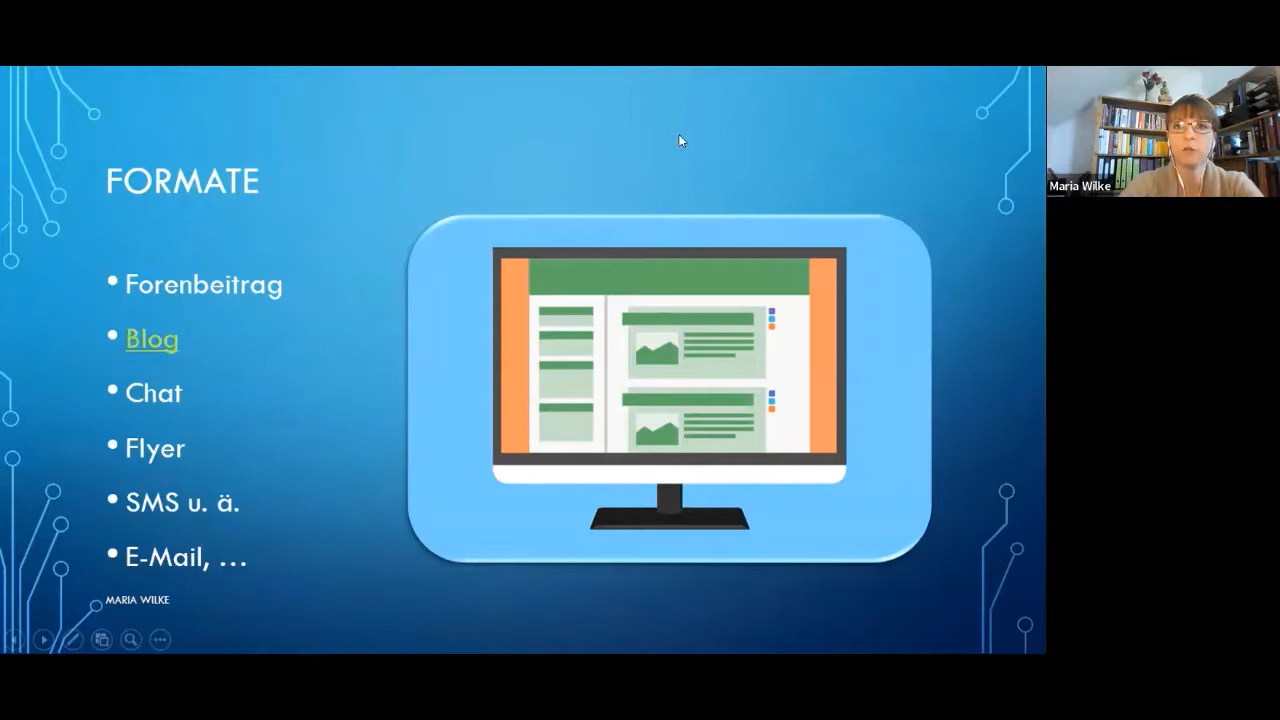 FORMATE
• Forenbeitrag
• Blog
• Chat
• Flyer
• SMS u. ä.
• E-Mail, ...
MARIA WILKE
Maria Wilke